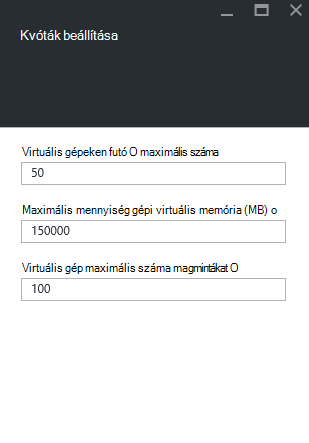 Kvóták beállítása
Virtuális gépeken futó O maximális száma
50
Maximális mennyiség gépi virtuális memória (MB) o
150000
Virtuális gép maximális száma magmintákat O
100